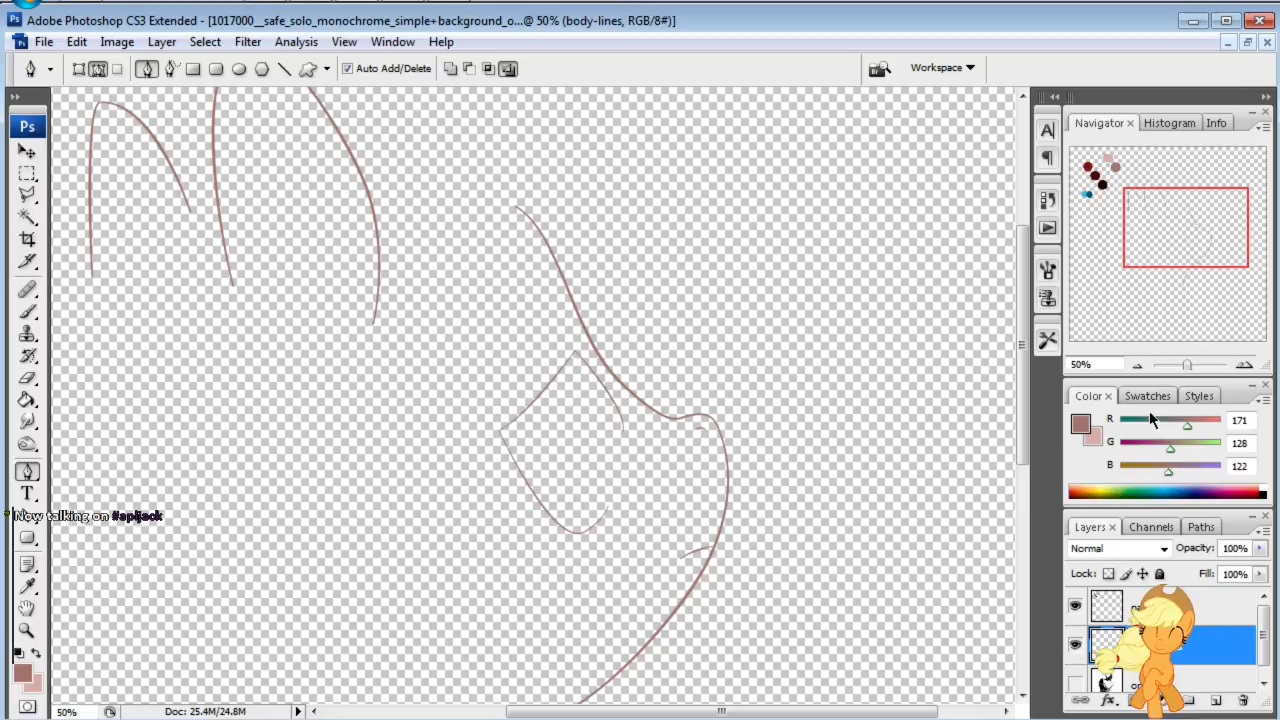 Adobe Photoshop CS3 Extended - [1017000__safe_solo_monochrome_simple+background_o...@ 50% (body-lines, RGB/8#)]
File Edit Image Layer Select Filter Analysis View Window Help
Auto Add/Delete
Workspace
Ps
Navigator Histogram Info
50%
Color Swatches Styles
R 171
G 128
B 122
Now talking on #apljack
Layers Channels Paths
Normal Opacity: 100%
Lock: Fill: 100%
50% Doc: 25.4M/24.8M